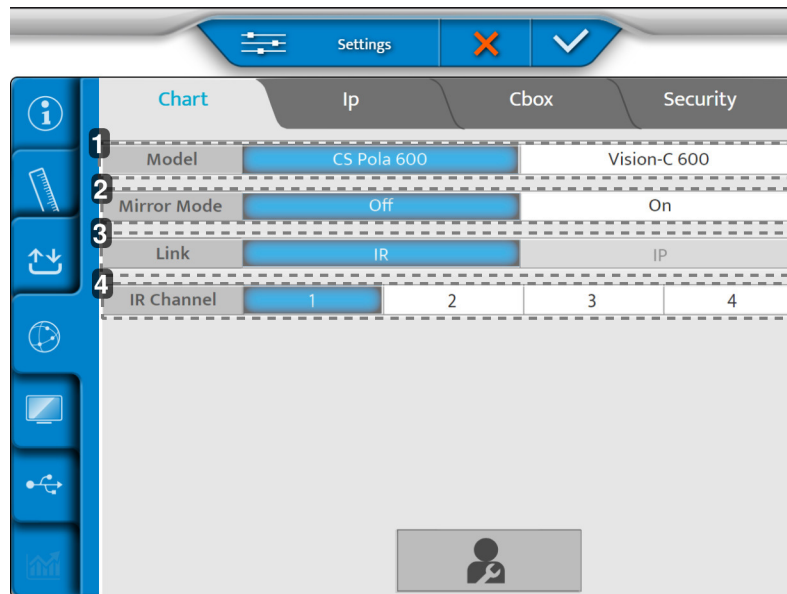 Settings
Chart Ip Cbox Security
1
Model CS Pola 600 Vision-C 600
2
Mirror Mode Off On
3
Link IR IP
4
IR Channel 1 2 3 4